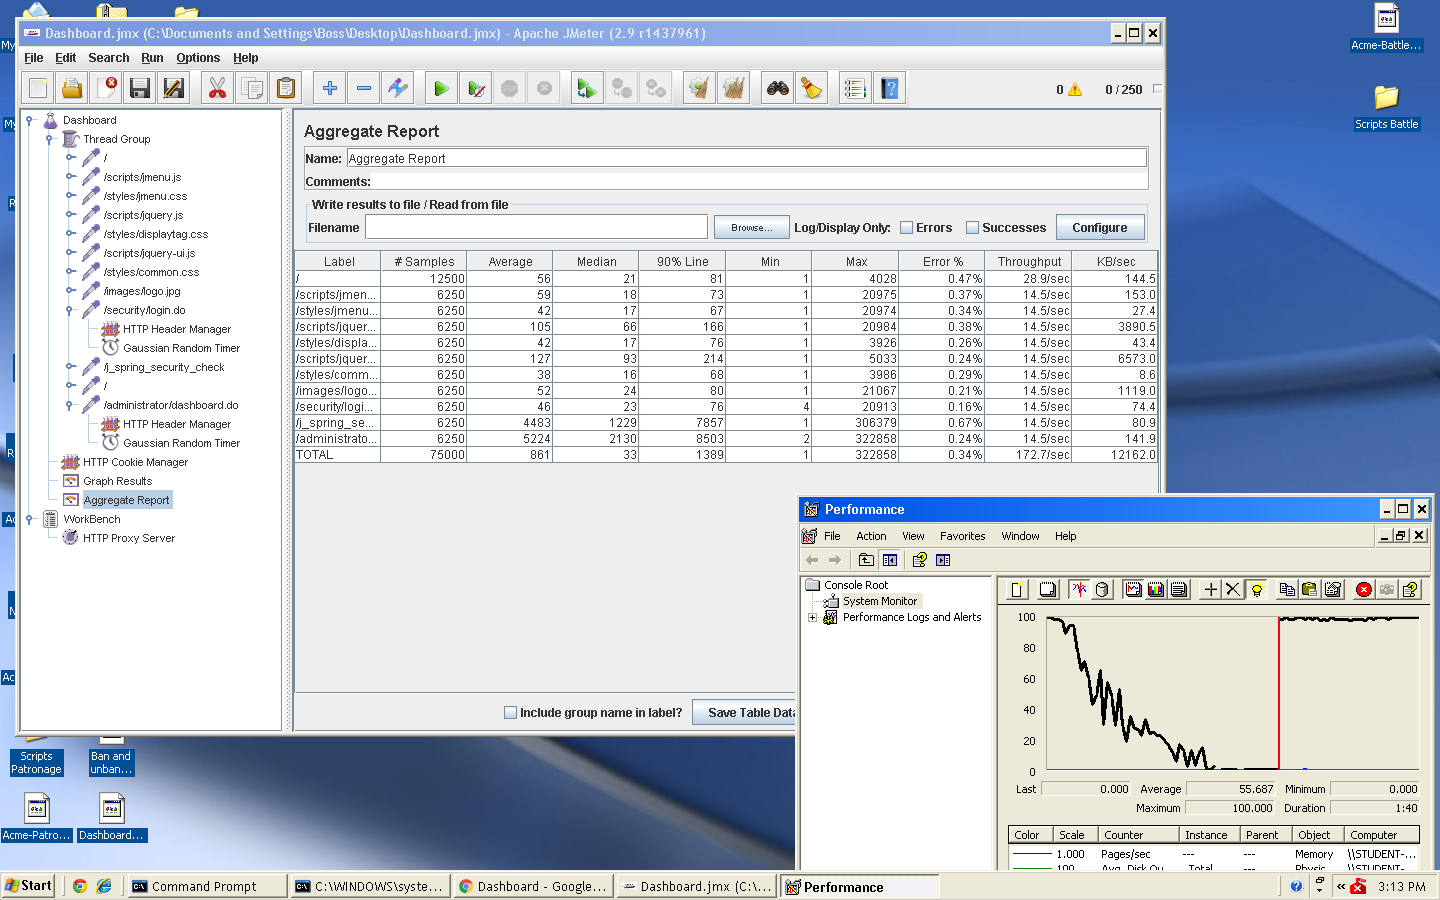 Dashboard.jmx (C:\Documents and Settings\Boss\Desktop\Dashboard.jmx) - Apache JMeter (2.9 r1437961)
File Edit Search Run Options Help
0 0 / 250
Dashboard
Thread Group
/
/scripts/jmenu.js
/styles/jmenu.css
/scripts/jquery.js
/styles/displaytag.css
/scripts/jquery-ui.js
/styles/common.css
/images/logo.jpg
/security/login.do
HTTP Header Manager
Gaussian Random Timer
/j_spring_security_check
/
/administrator/dashboard.do
HTTP Header Manager
Gaussian Random Timer
HTTP Cookie Manager
Graph Results
Aggregate Report
WorkBench
HTTP Proxy Server
Aggregate Report
Name: Aggregate Report
Comments:
Write results to file / Read from file
Filename Browse... Log/Display Only: Errors Successes Configure
Label # Samples Average Median 90% Line Min Max Error % Throughput KB/sec
/ 12500 56 21 81 1 4028 0.47% 28.9/sec 144.5
/scripts/jmen... 6250 59 18 73 1 20975 0.37% 14.5/sec 153.0
/styles/jmenu... 6250 42 17 67 1 20974 0.34% 14.5/sec 27.4
/scripts/jquer... 6250 105 66 166 1 20984 0.38% 14.5/sec 3890.5
/styles/displa... 6250 42 17 76 1 3926 0.26% 14.5/sec 43.4
/scripts/jquer... 6250 127 93 214 1 5033 0.24% 14.5/sec 6573.0
/styles/comm... 6250 38 16 68 1 3986 0.29% 14.5/sec 8.6
/images/logo... 6250 52 24 80 1 21067 0.21% 14.5/sec 1119.0
/security/logi... 6250 46 23 76 4 20913 0.16% 14.5/sec 74.4
/j_spring_se... 6250 4483 1229 7857 1 306379 0.67% 14.5/sec 80.9
/administrato... 6250 5224 2130 8503 2 322858 0.24% 14.5/sec 141.9
TOTAL 75000 861 33 1389 1 322858 0.34% 172.7/sec 12162.0
Include group name in label? Save Table Data
Acme-Battle...
Scripts Battle
Scripts
Patronage
Ban and
unban...
Acme-Patro...
Dashboard...
Performance
File Action View Favorites Window Help
Console Root
System Monitor
Performance Logs and Alerts
100
80
60
40
20
0
Last 0.000 Average 55.687 Minimum 0.000
Maximum 100.000 Duration 1:40
Color Scale Counter Instance Parent Object Computer
1.000 Pages/sec --- --- Memory \\STUDENT-...
100 Avg. Disk Qu... _Total --- Physic... \\STUDENT-...
Start Command Prompt C:\WINDOWS\syste... Dashboard - Google... Dashboard.jmx (C:\... Performance 3:13 PM